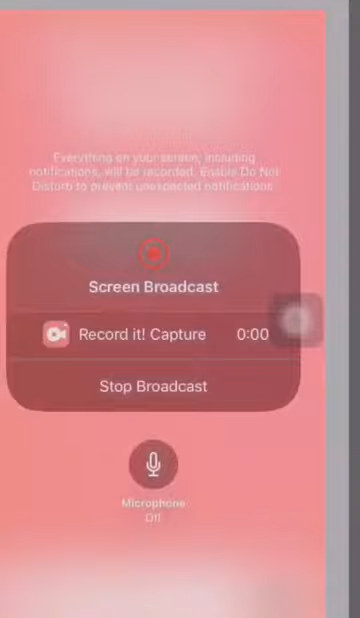 Everything on your screen, including
notifications, will be recorded. Enable Do Not
Disturb to prevent unexpected notifications.
Screen Broadcast
Record it! Capture 0:00
Stop Broadcast
Microphone
Off